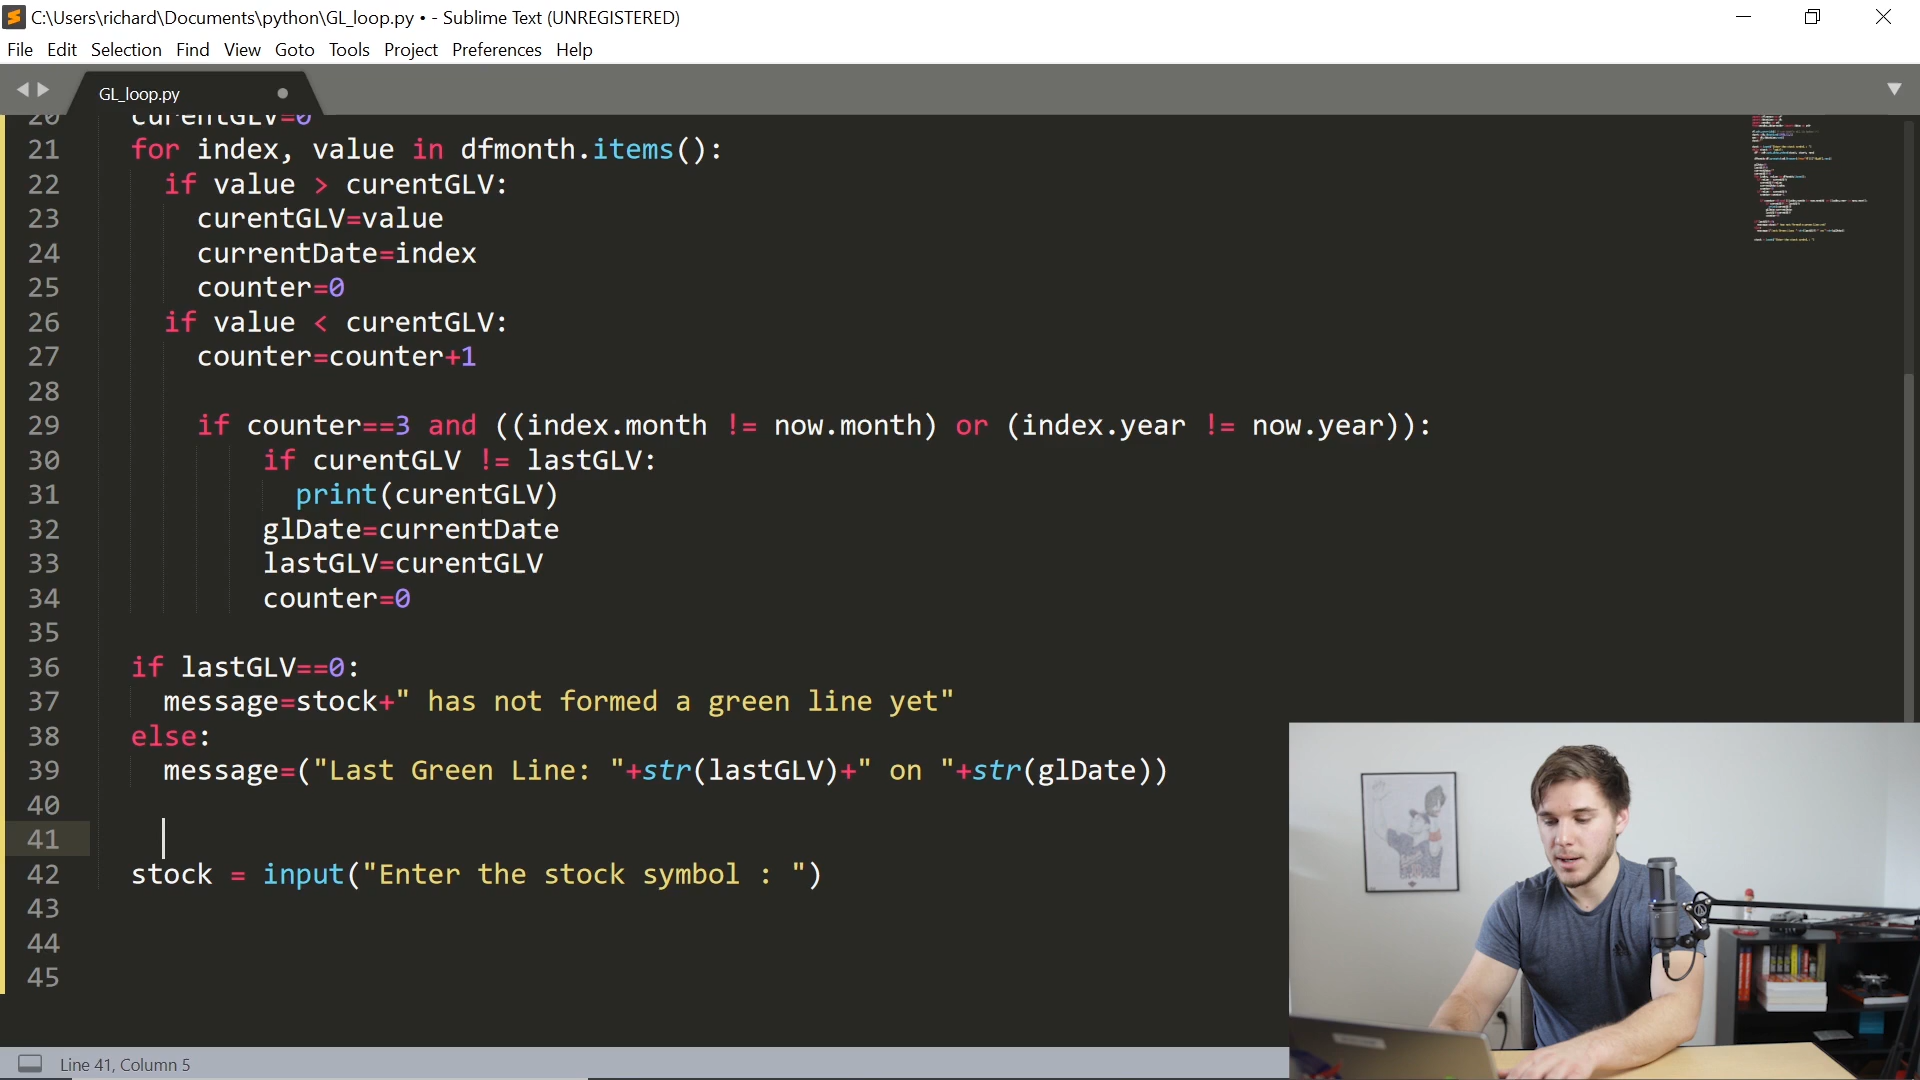 C:\Users\richard\Documents\python\GL_loop.py • - Sublime Text (UNREGISTERED)
File Edit Selection Find View Goto Tools Project Preferences Help
GL_loop.py
20 curentGLV=0
21 for index, value in dfmonth.items():
22 if value > curentGLV:
23 curentGLV=value
24 currentDate=index
25 counter=0
26 if value < curentGLV:
27 counter=counter+1
28
29 if counter==3 and ((index.month != now.month) or (index.year != now.year)):
30 if curentGLV != lastGLV:
31 print(curentGLV)
32 glDate=currentDate
33 lastGLV=curentGLV
34 counter=0
35
36 if lastGLV==0:
37 message=stock+" has not formed a green line yet"
38 else:
39 message=("Last Green Line: "+str(lastGLV)+" on "+str(glDate))
40
41
42 stock = input("Enter the stock symbol : ")
43
44
45
Line 41, Column 5